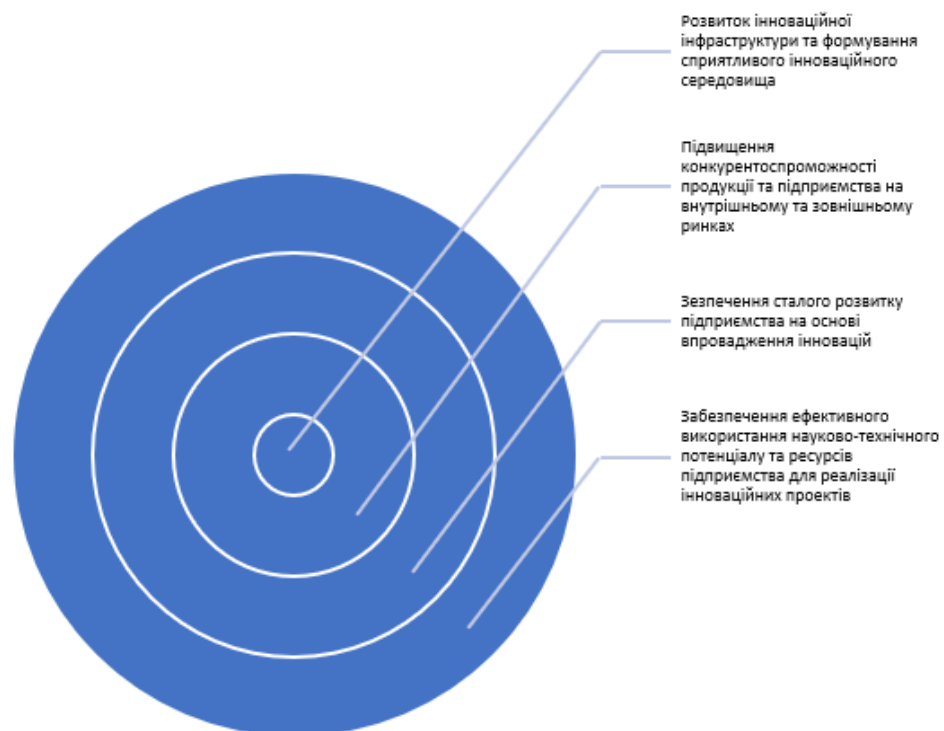 Розвиток інноваційної
інфраструктури та формування
сприятливого інноваційного
середовища
Підвищення
конкурентоспроможності
продукції та підприємства на
внутрішньому та зовнішньому
ринках
Зезпечення сталого розвитку
підприємства на основі
впровадження інновацій
Забезпечення ефективного
використання науково-технічного
потенціалу та ресурсів
підприємства для реалізації
інноваційних проектів